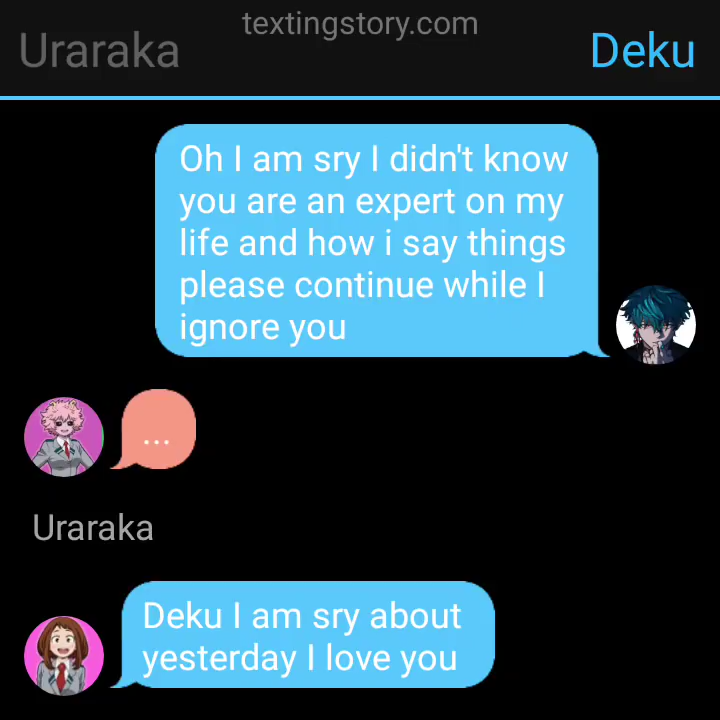 textingstory.com
Uraraka
Deku
Oh I am sry I didn't know
you are an expert on my
life and how i say things
please continue while I
ignore you
...
Uraraka
Deku I am sry about
yesterday I love you